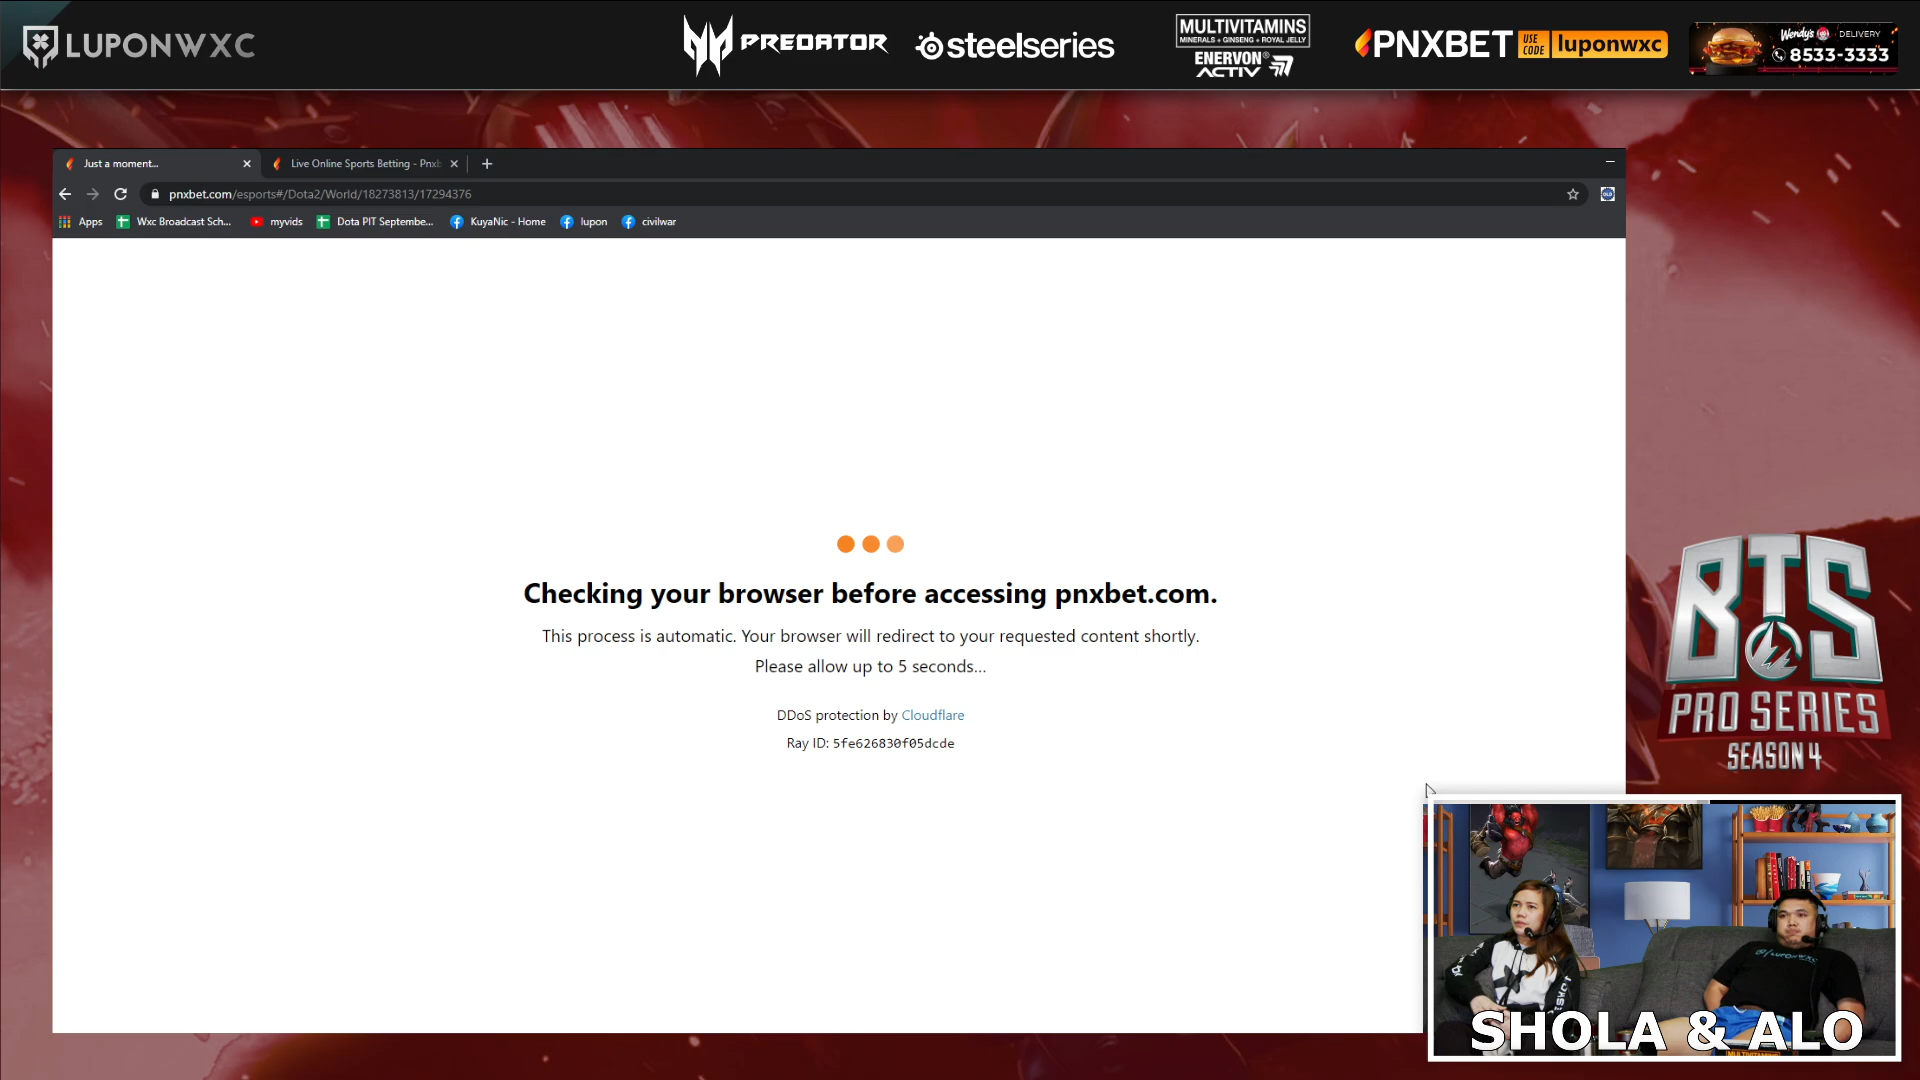 LUPONWXC
PREDATOR
steelseries
MULTIVITAMINS
MINERALS + GINSENG + ROYAL JELLY
ENERVON®
ACTIV
PNXBET
USE
CODE
luponwxc
Wendy's DELIVERY
8533-3333
Just a moment...
Live Online Sports Betting - Pnxb
pnxbet.com/esports#/Dota2/World/18273813/17294376
Apps
Wxc Broadcast Sch...
myvids
Dota PIT Septembe...
KuyaNic - Home
lupon
civilwar
Checking your browser before accessing pnxbet.com.
This process is automatic. Your browser will redirect to your requested content shortly.
Please allow up to 5 seconds...
DDoS protection by Cloudflare
Ray ID: 5fe626830f05dcde
BTS
PRO SERIES
SEASON 4
LUPONWXC
SHOLA & ALO
MULTIVITAMINS